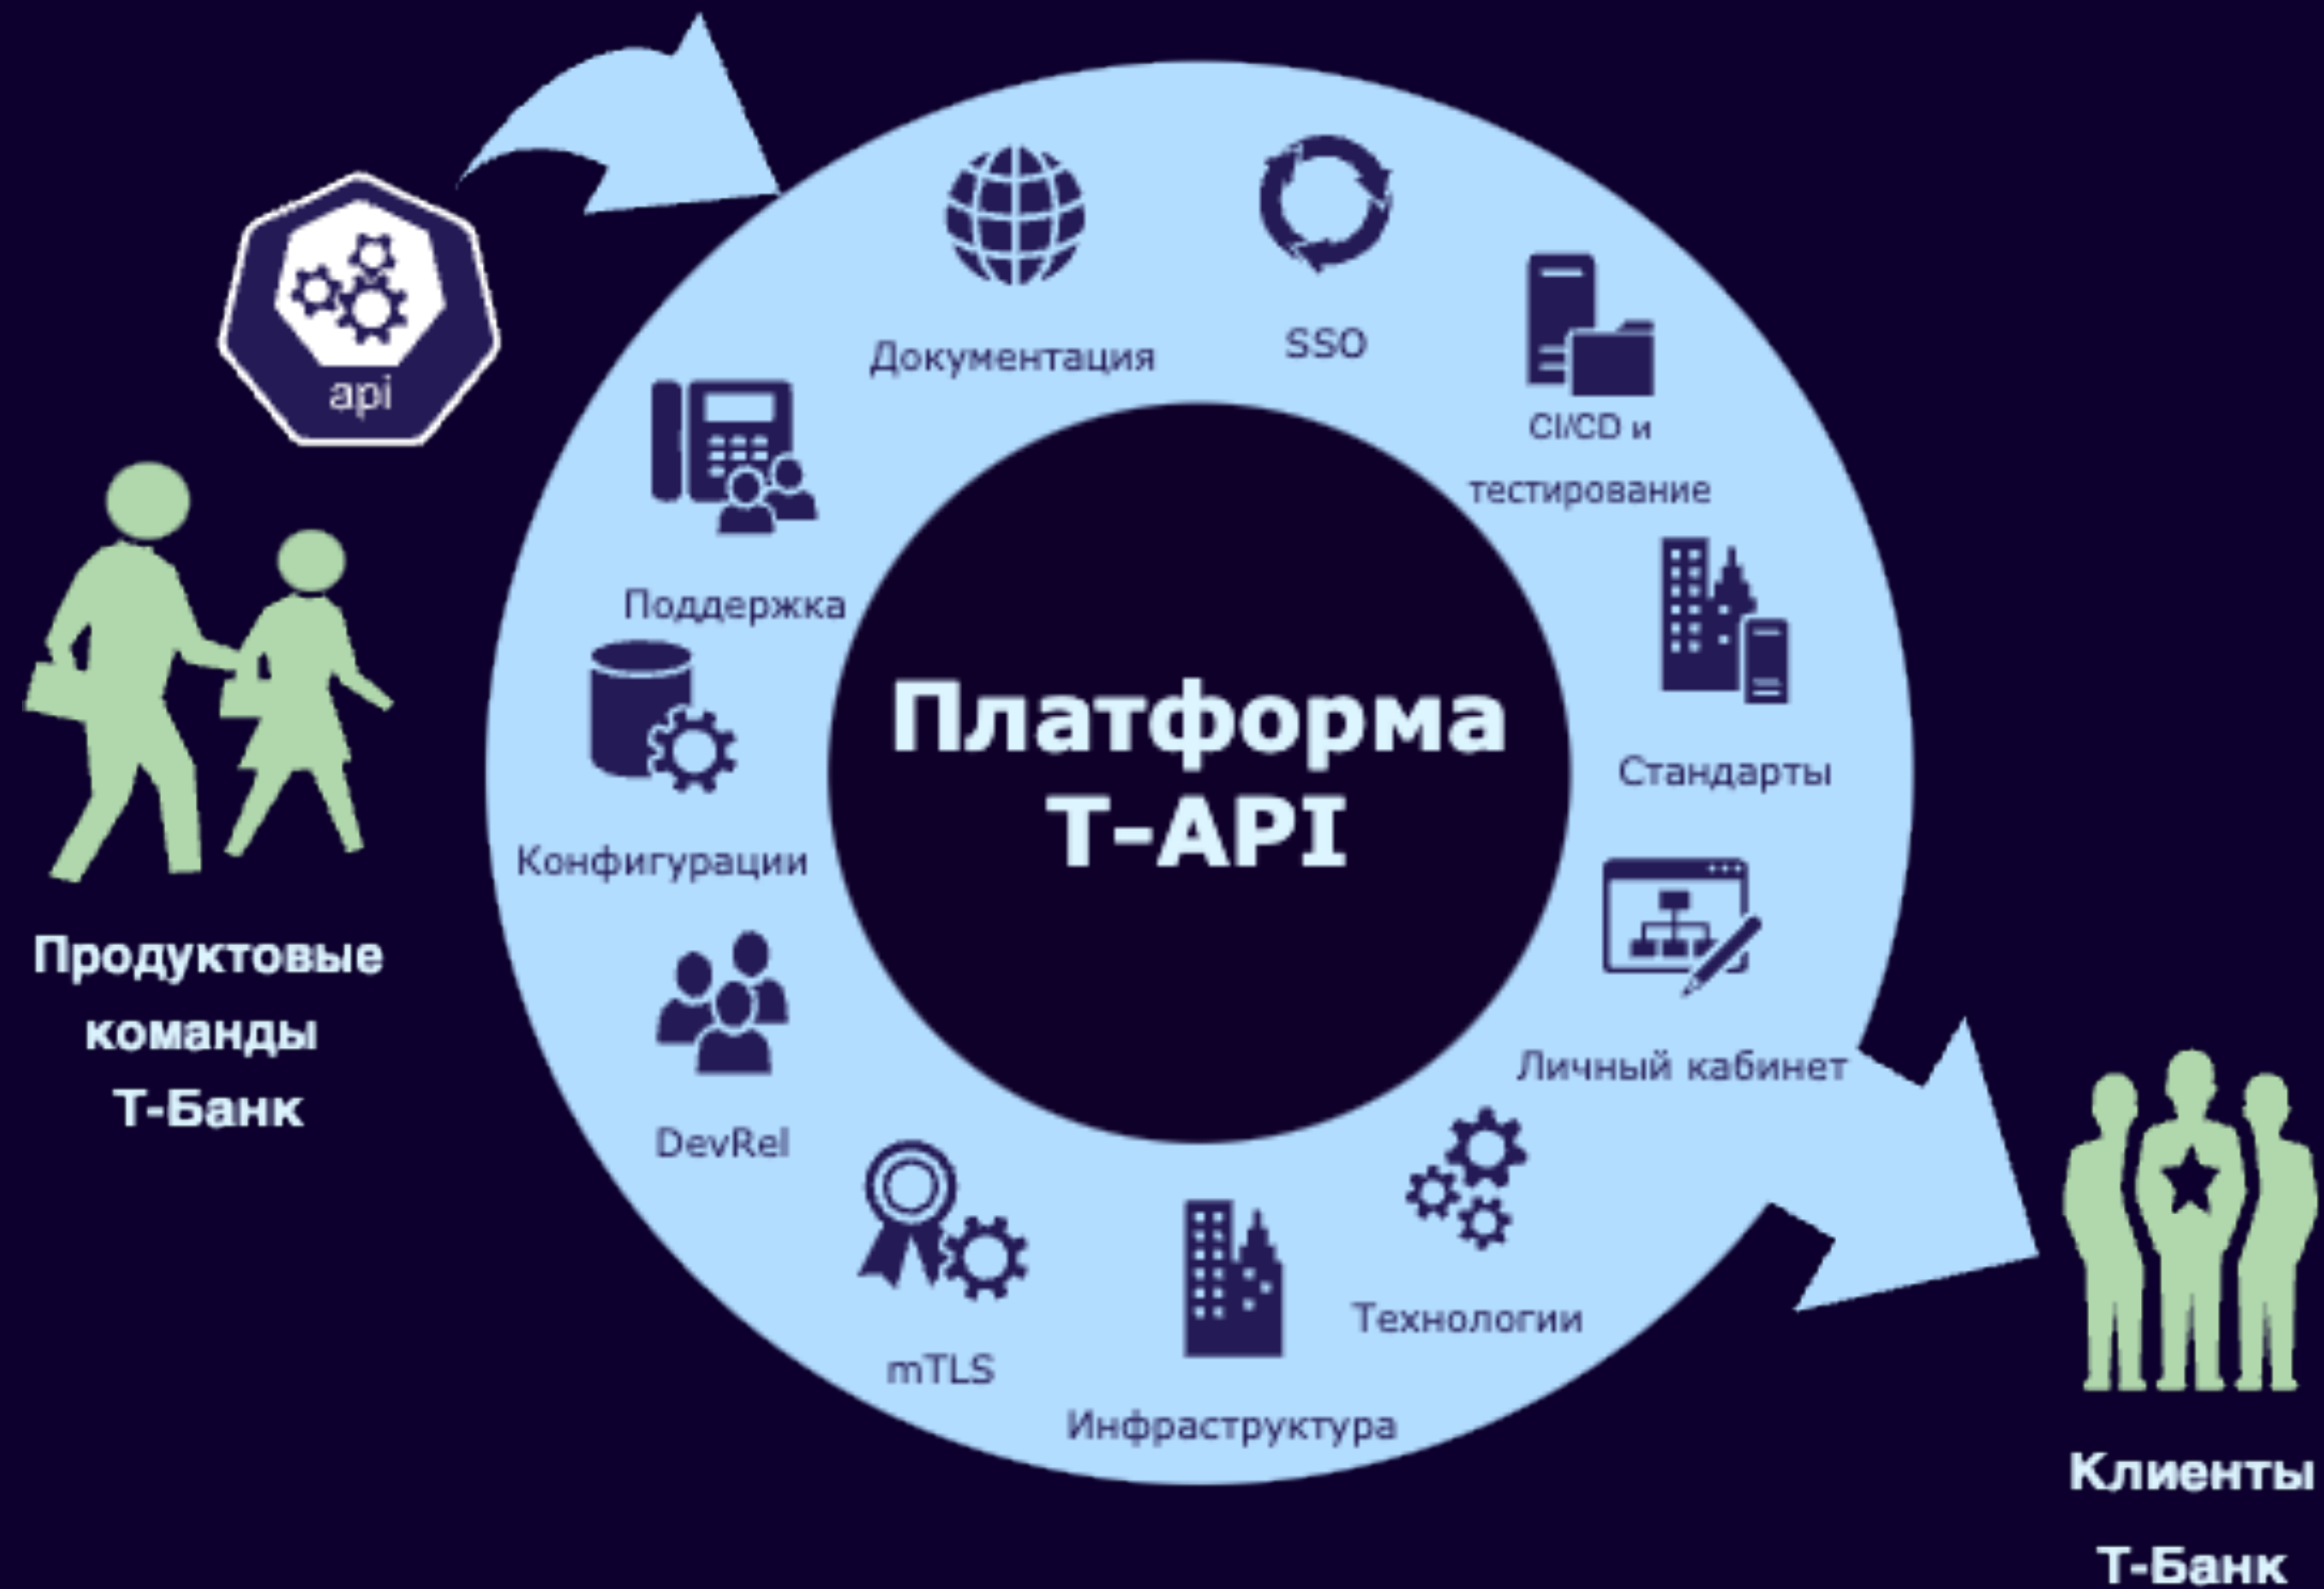 api
Документация
SSO
CI/CD и
тестирование
Поддержка
Стандарты
Платформа
T-API
Конфигурации
Продуктовые
команды
Т-Банк
Личный кабинет
DevRel
Технологии
mTLS
Инфраструктура
Клиенты
Т-Банк